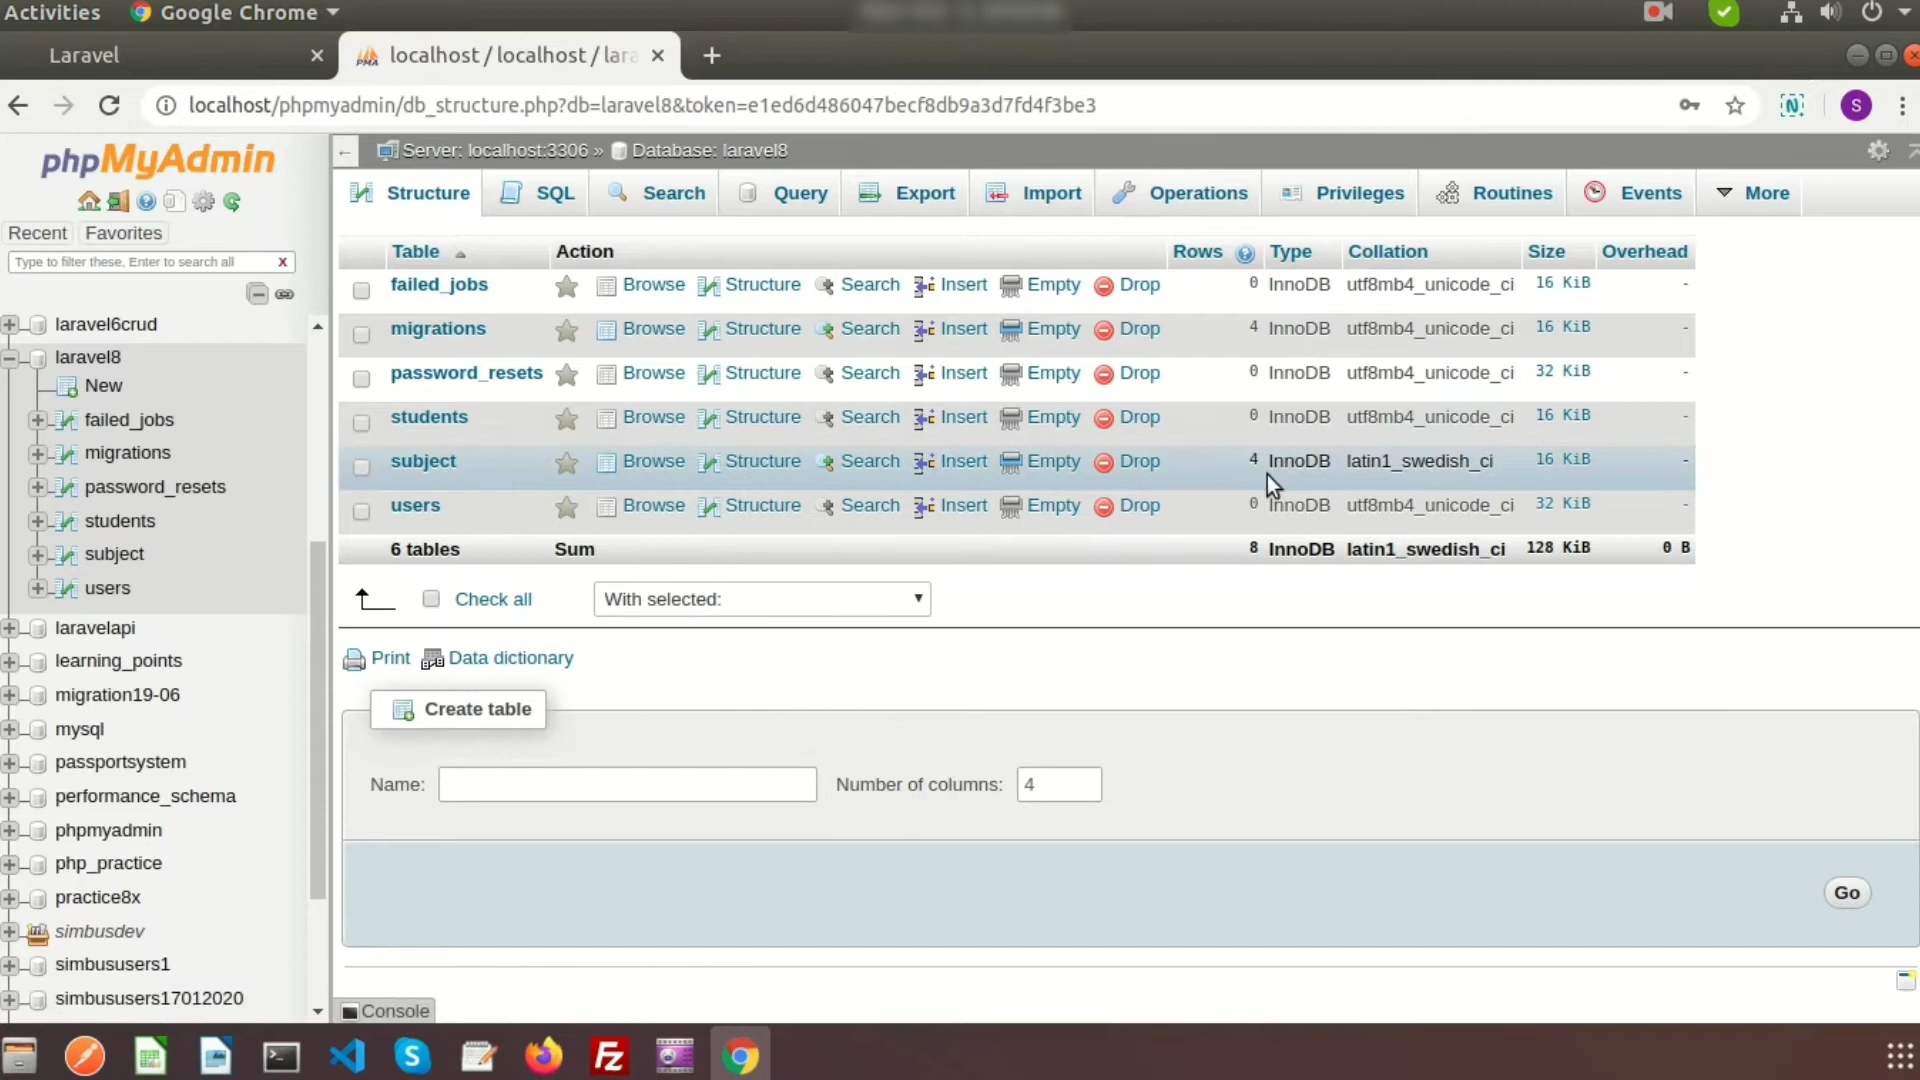 Activities Google Chrome
Laravel
localhost / localhost / lara
localhost/phpmyadmin/db_structure.php?db=laravel8&token=e1ed6d486047becf8db9a3d7fd4f3be3
S
phpMyAdmin
Recent Favorites
Type to filter these, Enter to search all X
laravel6crud
laravel8
New
failed_jobs
migrations
password_resets
students
subject
users
laravelapi
learning_points
migration19-06
mysql
passportsystem
performance_schema
phpmyadmin
php_practice
practice8x
simbusdev
simbususers1
simbususers17012020
Server: localhost:3306 » Database: laravel8
Structure SQL Search Query Export Import Operations Privileges Routines Events More
Table Action Rows Type Collation Size Overhead
failed_jobs Browse Structure Search Insert Empty Drop 0 InnoDB utf8mb4_unicode_ci 16 KiB -
migrations Browse Structure Search Insert Empty Drop 4 InnoDB utf8mb4_unicode_ci 16 KiB -
password_resets Browse Structure Search Insert Empty Drop 0 InnoDB utf8mb4_unicode_ci 32 KiB -
students Browse Structure Search Insert Empty Drop 0 InnoDB utf8mb4_unicode_ci 16 KiB -
subject Browse Structure Search Insert Empty Drop 4 InnoDB latin1_swedish_ci 16 KiB -
users Browse Structure Search Insert Empty Drop 0 InnoDB utf8mb4_unicode_ci 32 KiB -
6 tables Sum 8 InnoDB latin1_swedish_ci 128 KiB 0 B
Check all With selected:
Print Data dictionary
Create table
Name: Number of columns: 4
Go
Console